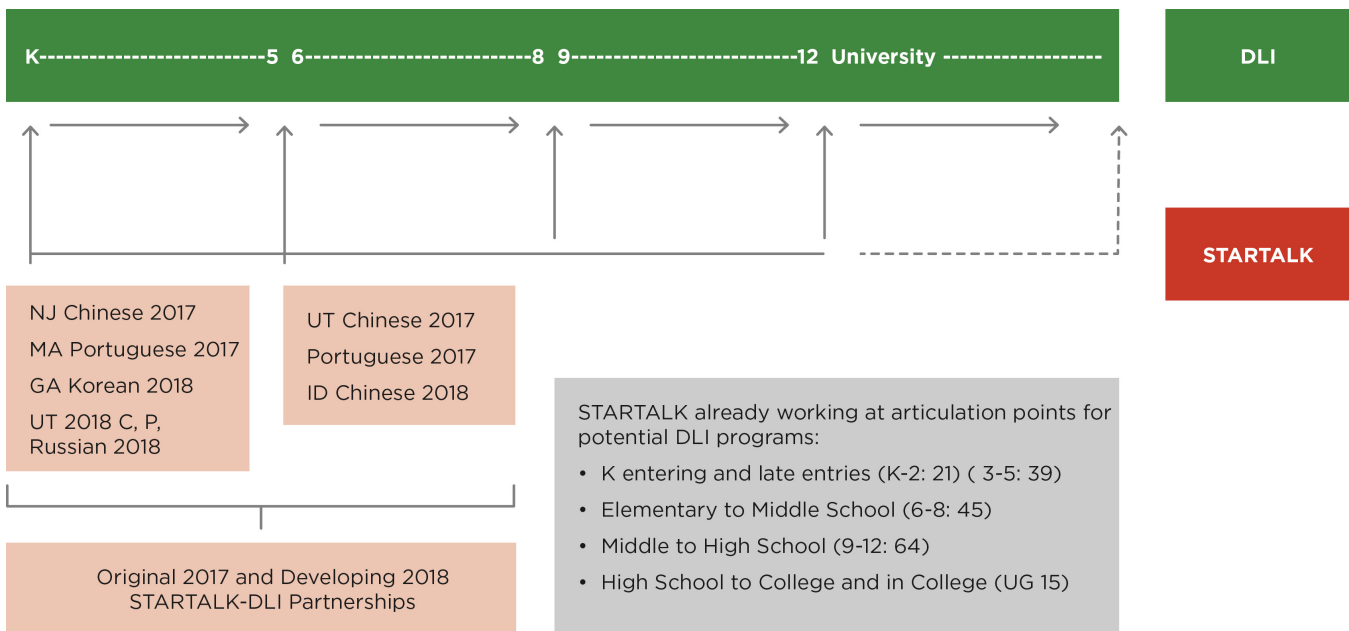 K-----------------------------5 6-----------------------------8 9-----------------------------12 University --------------------
DLI
STARTALK
NJ Chinese 2017
MA Portuguese 2017
GA Korean 2018
UT 2018 C, P,
Russian 2018
UT Chinese 2017
Portuguese 2017
ID Chinese 2018
Original 2017 and Developing 2018
STARTALK-DLI Partnerships
STARTALK already working at articulation points for
potential DLI programs:
• K entering and late entries (K-2: 21) ( 3-5: 39)
• Elementary to Middle School (6-8: 45)
• Middle to High School (9-12: 64)
• High School to College and in College (UG 15)